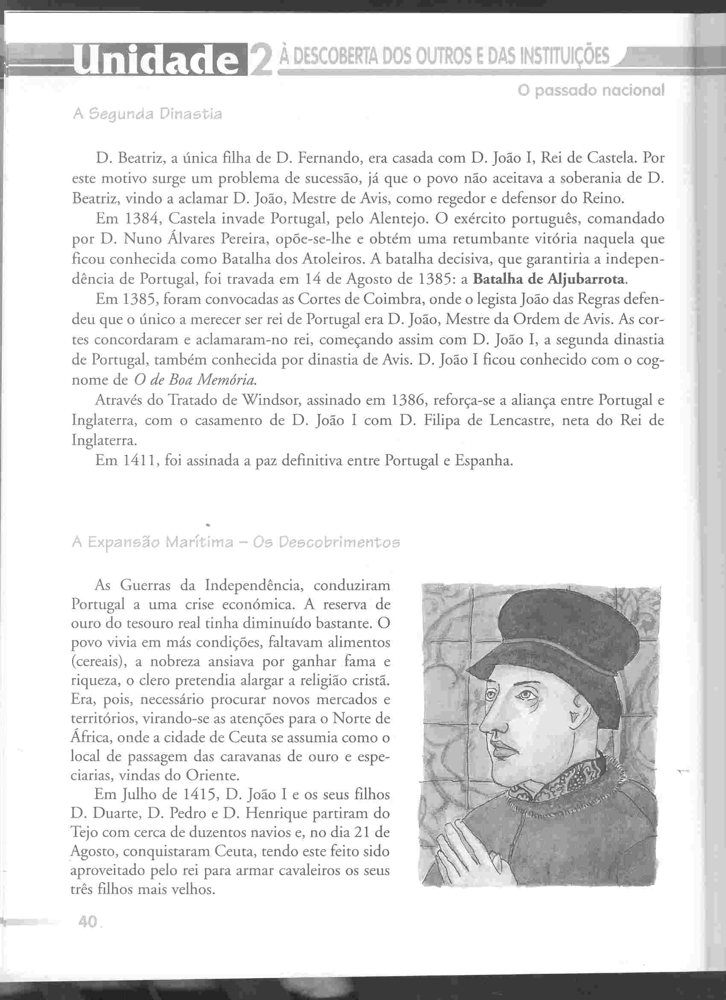 Unidade 2 À DESCOBERTA DOS OUTROS E DAS INSTITUIÇÕES
O passado nacional
A Segunda Dinastia
D. Beatriz, a única filha de D. Fernando, era casada com D. João I, Rei de Castela. Por
este motivo surge um problema de sucessão, já que o povo não aceitava a soberania de D.
Beatriz, vindo a aclamar D. João, Mestre de Avis, como regedor e defensor do Reino.
Em 1384, Castela invade Portugal, pelo Alentejo. O exército português, comandado
por D. Nuno Álvares Pereira, opõe-se-lhe e obtém uma retumbante vitória naquela que
ficou conhecida como Batalha dos Atoleiros. A batalha decisiva, que garantiria a indepen-
dência de Portugal, foi travada em 14 de Agosto de 1385: a Batalha de Aljubarrota.
Em 1385, foram convocadas as Cortes de Coimbra, onde o legista João das Regras defen-
deu que o único a merecer ser rei de Portugal era D. João, Mestre da Ordem de Avis. As cor-
tes concordaram e aclamaram-no rei, começando assim com D. João I, a segunda dinastia
de Portugal, também conhecida por dinastia de Avis. D. João I ficou conhecido com o cog-
nome de O de Boa Memória.
Através do Tratado de Windsor, assinado em 1386, reforça-se a aliança entre Portugal e
Inglaterra, com o casamento de D. João I com D. Filipa de Lencastre, neta do Rei de
Inglaterra.
Em 1411, foi assinada a paz definitiva entre Portugal e Espanha.
A Expansão Marítima – Os Descobrimentos
As Guerras da Independência, conduziram
Portugal a uma crise económica. A reserva de
ouro do tesouro real tinha diminuído bastante. O
povo vivia em más condições, faltavam alimentos
(cereais), a nobreza ansiava por ganhar fama e
riqueza, o clero pretendia alargar a religião cristã.
Era, pois, necessário procurar novos mercados e
territórios, virando-se as atenções para o Norte de
África, onde a cidade de Ceuta se assumia como o
local de passagem das caravanas de ouro e espe-
ciarias, vindas do Oriente.
Em Julho de 1415, D. João I e os seus filhos
D. Duarte, D. Pedro e D. Henrique partiram do
Tejo com cerca de duzentos navios e, no dia 21 de
Agosto, conquistaram Ceuta, tendo este feito sido
aproveitado pelo rei para armar cavaleiros os seus
três filhos mais velhos.
40